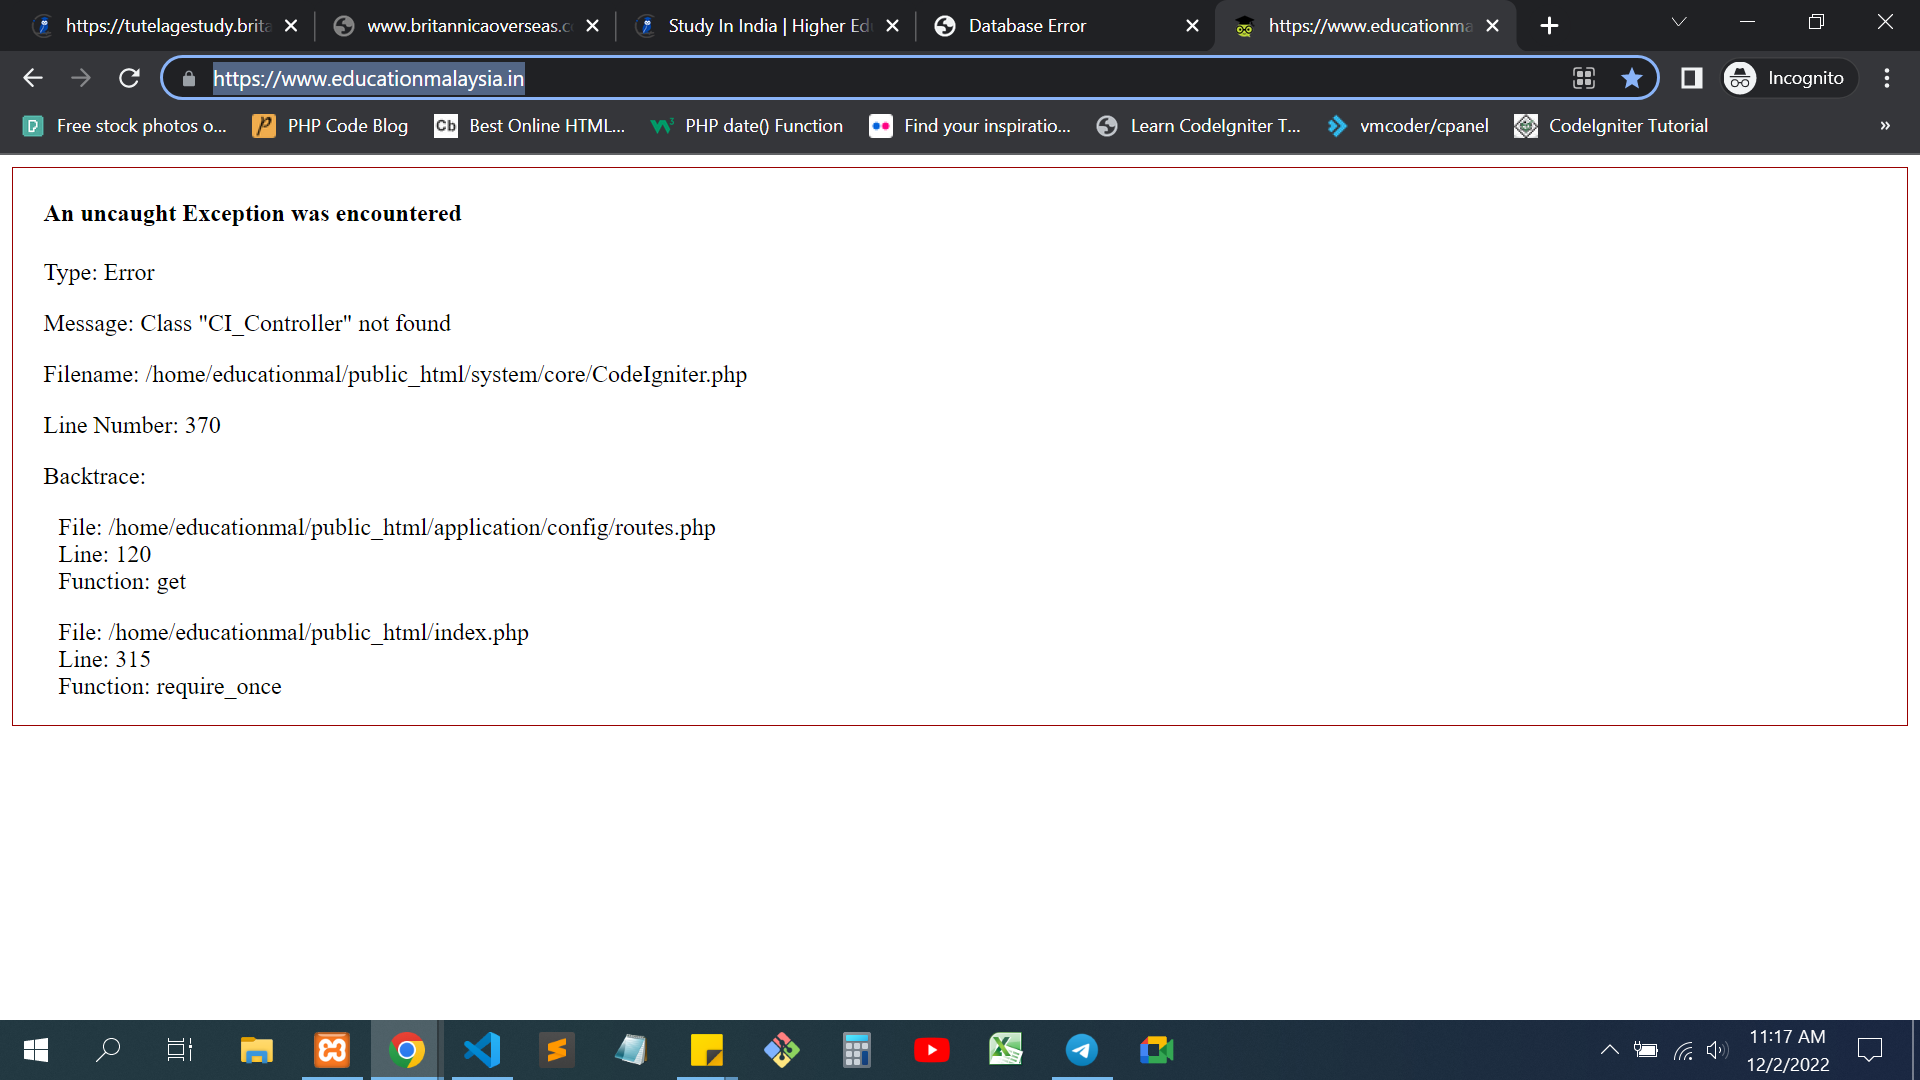 https://tutelagestudy.brita
www.britannicaoverseas.c
Study In India | Higher Ed
Database Error
https://www.educationma
https://www.educationmalaysia.in
Incognito
Free stock photos o...
PHP Code Blog
Cb
Best Online HTML...
PHP date() Function
Find your inspiratio...
Learn CodeIgniter T...
vmcoder/cpanel
CodeIgniter Tutorial
»
An uncaught Exception was encountered
Type: Error
Message: Class "CI_Controller" not found
Filename: /home/educationmal/public_html/system/core/CodeIgniter.php
Line Number: 370
Backtrace:
File: /home/educationmal/public_html/application/config/routes.php
Line: 120
Function: get
File: /home/educationmal/public_html/index.php
Line: 315
Function: require_once
11:17 AM
12/2/2022